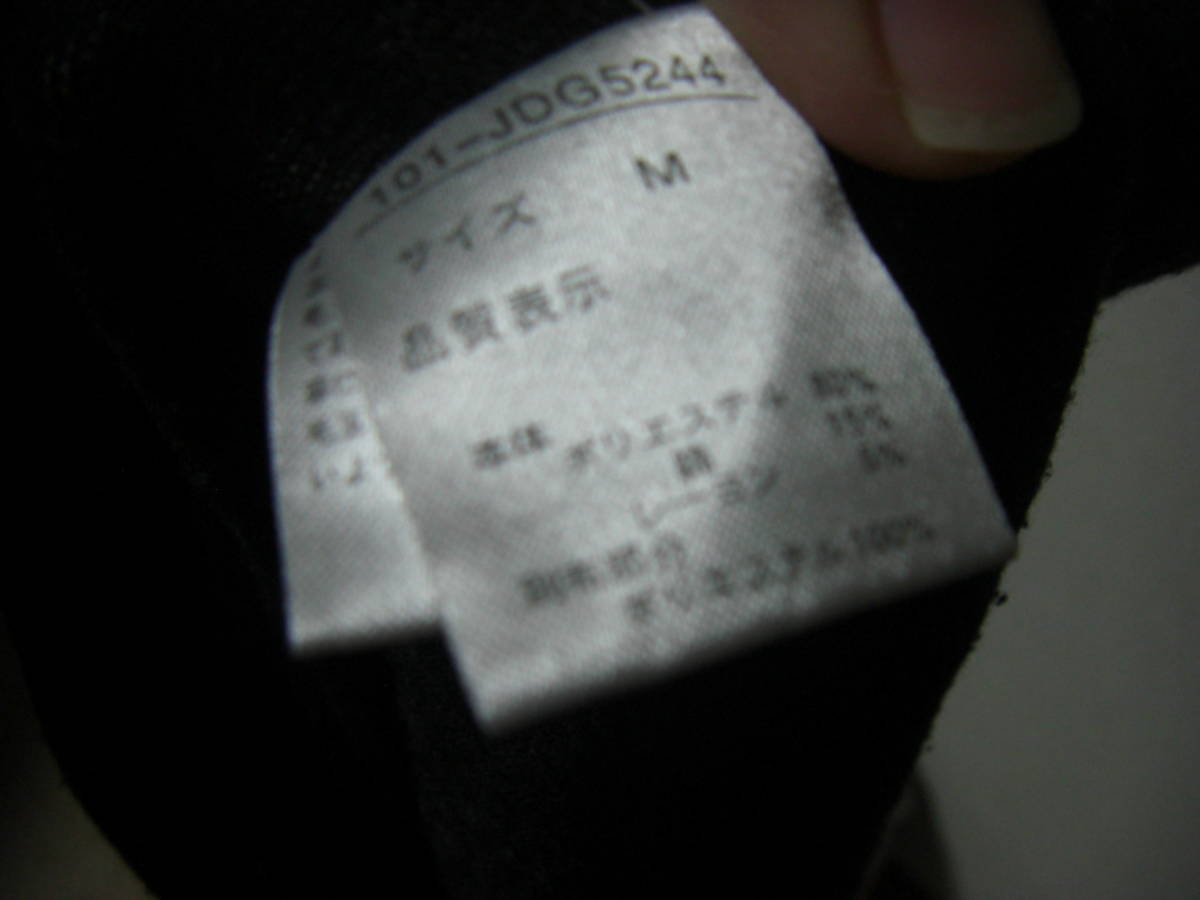 101-JDG5244
サイズ M
品質表示
本体 ポリエステル 80%
綿 15%
レーヨン 5%
別布部分
ポリエステル100%